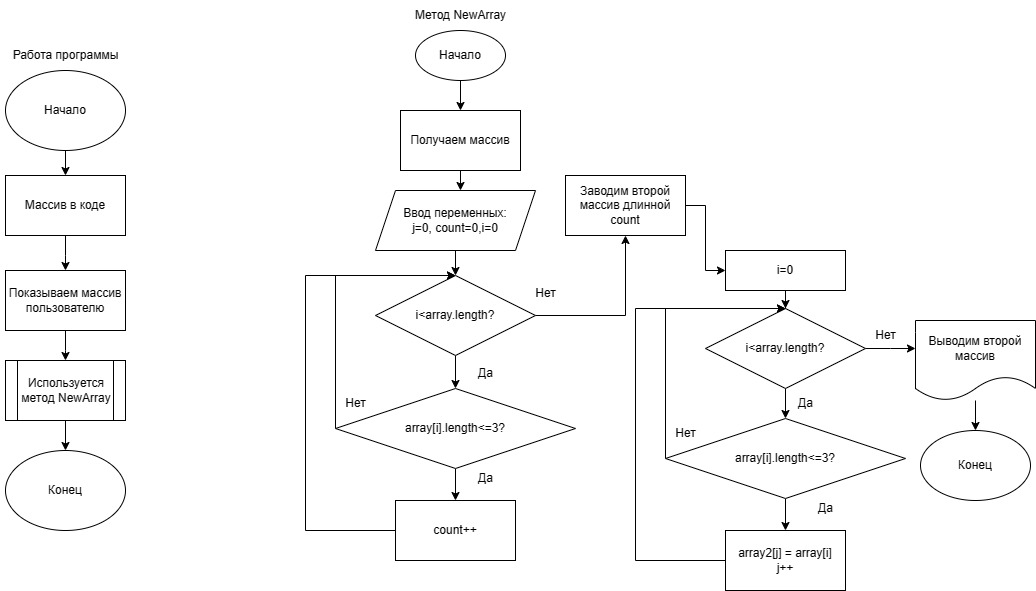 Работа программы
Начало
Массив в коде
Показываем массив
пользователю
Используется
метод NewArray
Конец
Метод NewArray
Начало
Получаем массив
Ввод переменных:
j=0, count=0,i=0
i<array.length?
Нет
Да
array[i].length<=3?
Нет
Да
count++
Заводим второй
массив длинной
count
i=0
i<array.length?
Нет
Да
array[i].length<=3?
Нет
Да
array2[j] = array[i]
j++
Выводим второй
массив
Конец